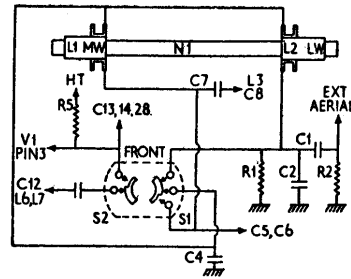 L1 MW N1 L2 LW
HT C7 L3
C8 EXT
AERIAL
R5 C13,14,28.
V1
PIN3 FRONT C1
C12
L6,L7 R1 C2 R2
S2 S1
C5, C6
C4